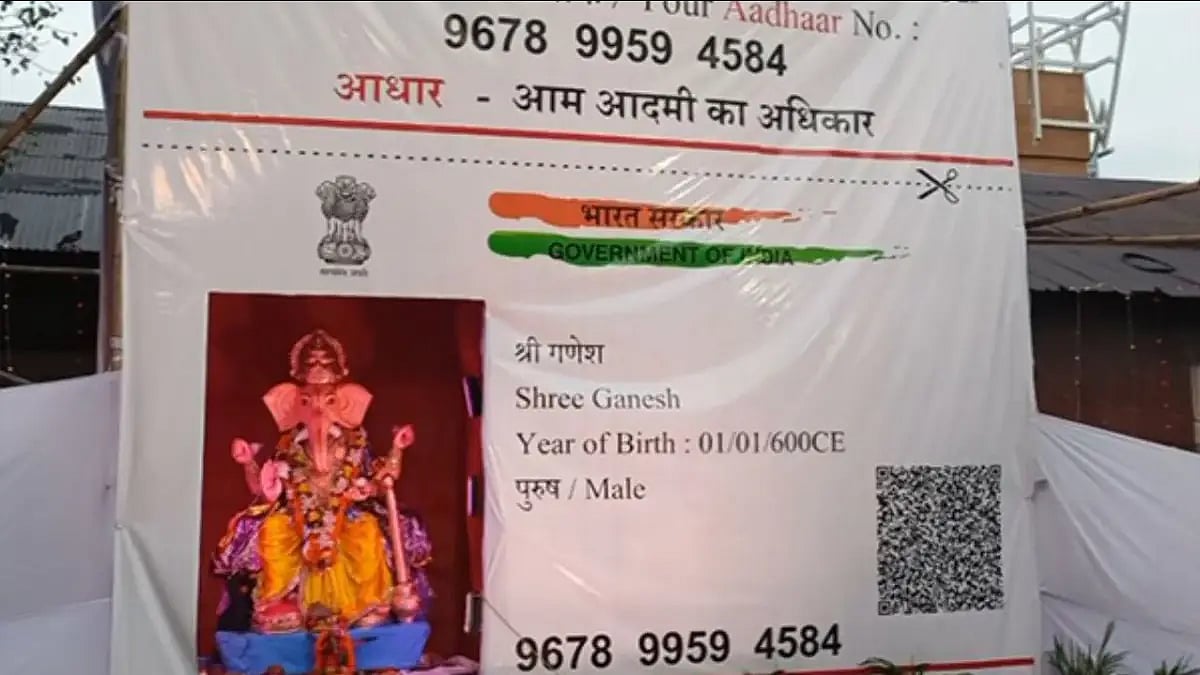 / Your Aadhaar No. :
9678 9959 4584
आधार - आम आदमी का अधिकार
भारत सरकार
GOVERNMENT OF INDIA
श्री गणेश
Shree Ganesh
Year of Birth : 01/01/600CE
पुरुष / Male
9678 9959 4584